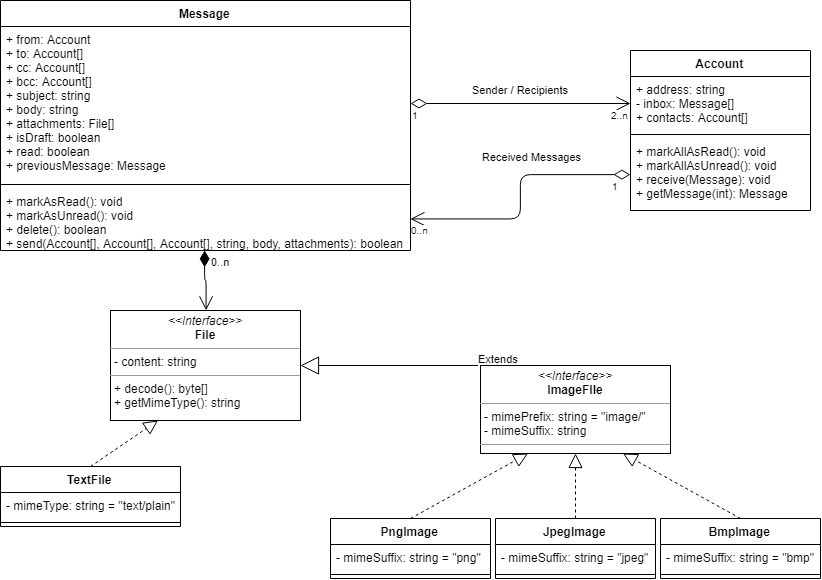 Message
+ from: Account
+ to: Account[]
+ cc: Account[]
+ bcc: Account[]
+ subject: string
+ body: string
+ attachments: File[]
+ isDraft: boolean
+ read: boolean
+ previousMessage: Message
+ markAsRead(): void
+ markAsUnread(): void
+ delete(): boolean
+ send(Account[], Account[], Account[], string, body, attachments): boolean
Sender / Recipients
1
2..n
Account
+ address: string
- inbox: Message[]
+ contacts: Account[]
+ markAllAsRead(): void
+ markAllAsUnread(): void
+ receive(Message): void
+ getMessage(int): Message
Received Messages
1
0..n
0..n
<<Interface>>
File
- content: string
+ decode(): byte[]
+ getMimeType(): string
Extends
<<Interface>>
ImageFIle
- mimePrefix: string = "image/"
- mimeSuffix: string
TextFile
- mimeType: string = "text/plain"
PngImage
- mimeSuffix: string = "png"
JpegImage
- mimeSuffix: string = "jpeg"
BmpImage
- mimeSuffix: string = "bmp"